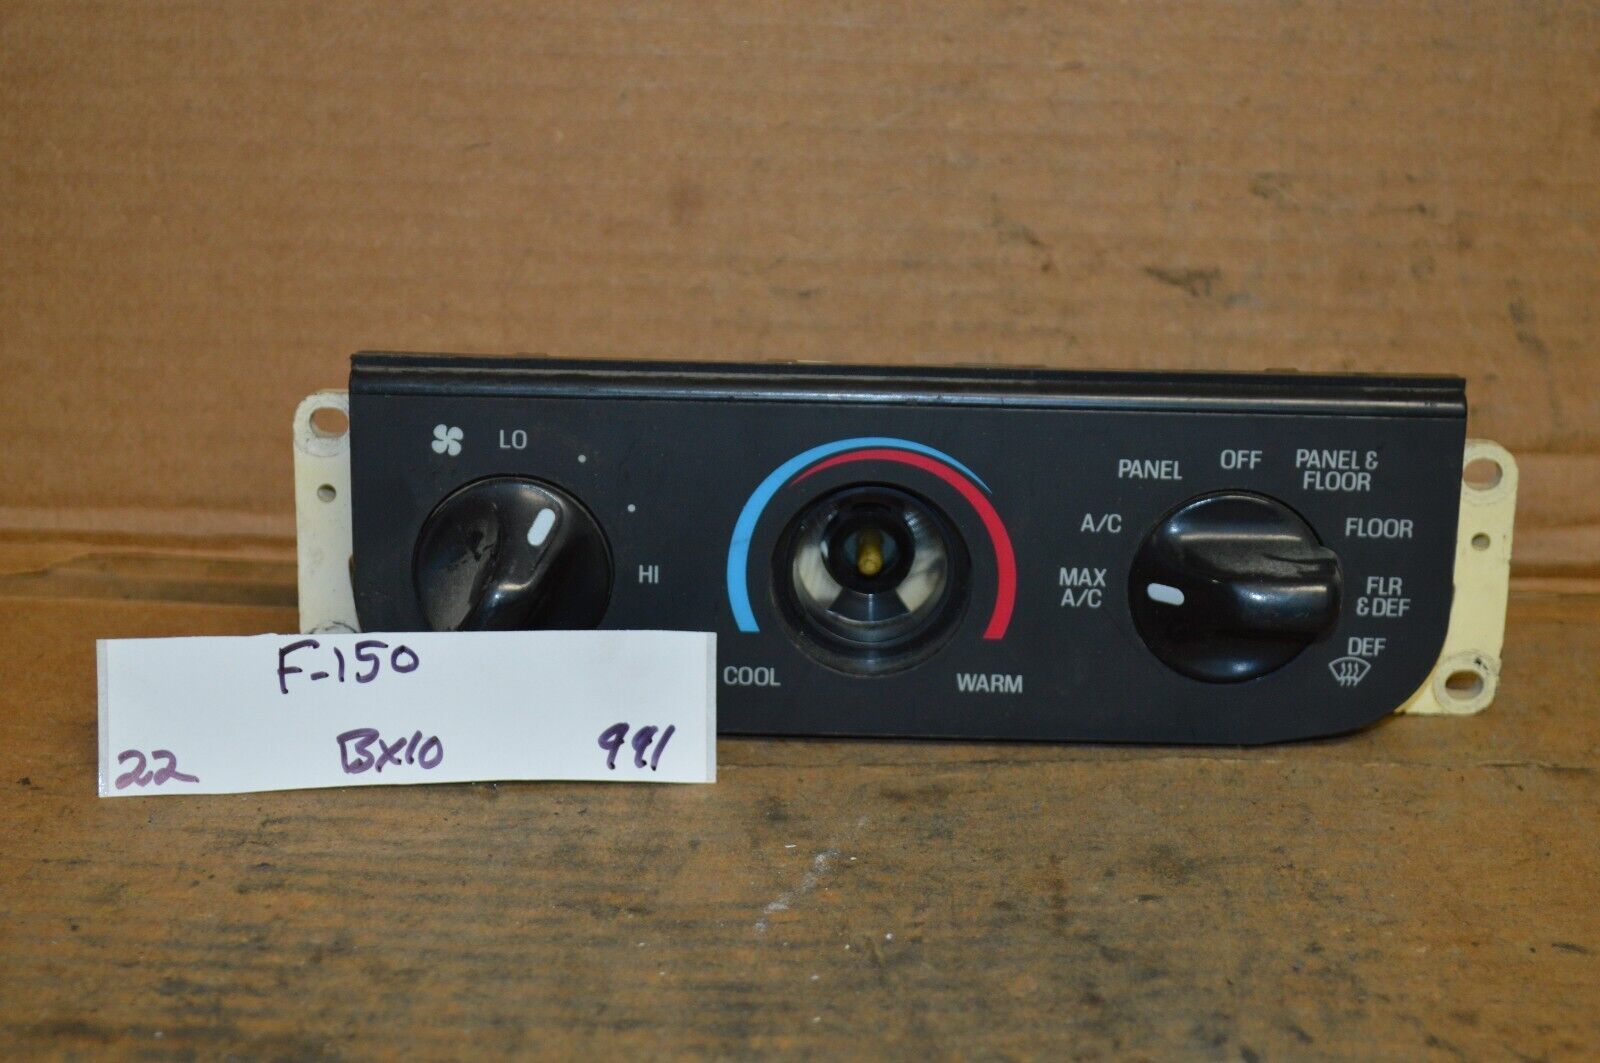 LO
HI
COOL
WARM
PANEL
OFF
PANEL &
FLOOR
A/C
FLOOR
MAX
A/C
FLR
& DEF
DEF
F-150
22 Bx10 991